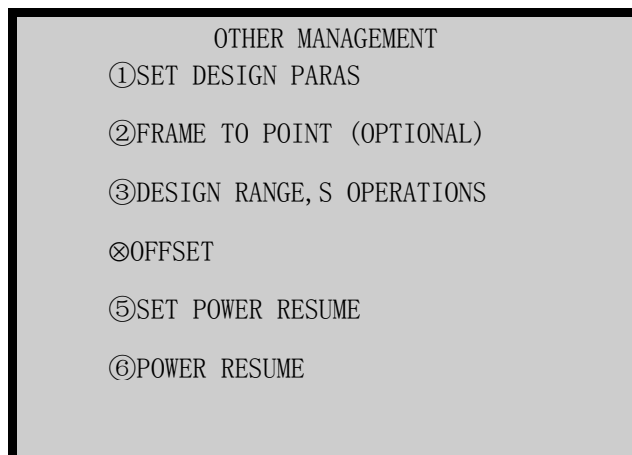 OTHER MANAGEMENT
①SET DESIGN PARAS
②FRAME TO POINT (OPTIONAL)
③DESIGN RANGE,S OPERATIONS
⊗OFFSET
⑤SET POWER RESUME
⑥POWER RESUME